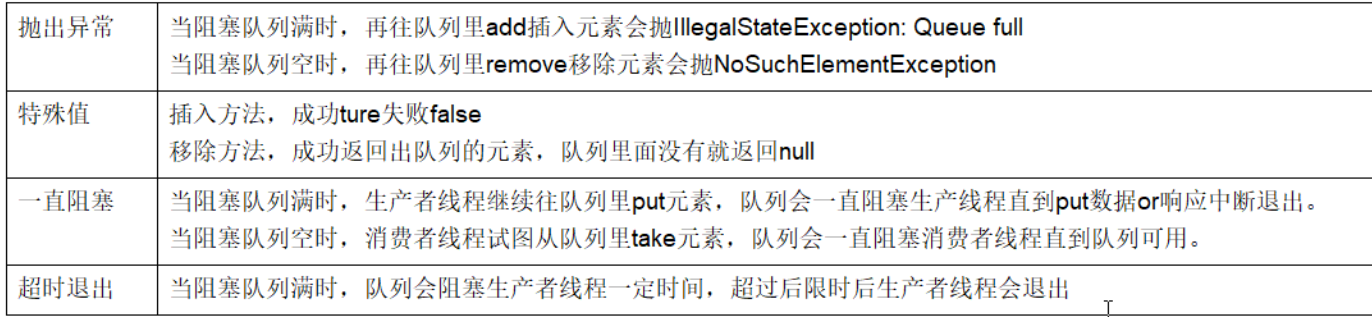 抛出异常
当阻塞队列满时，再往队列里add插入元素会抛IllegalStateException: Queue full
当阻塞队列空时，再往队列里remove移除元素会抛NoSuchElementException
特殊值
插入方法，成功ture失败false
移除方法，成功返回出队列的元素，队列里面没有就返回null
一直阻塞
当阻塞队列满时，生产者线程继续往队列里put元素，队列会一直阻塞生产线程直到put数据or响应中断退出。
当阻塞队列空时，消费者线程试图从队列里take元素，队列会一直阻塞消费者线程直到队列可用。
超时退出
当阻塞队列满时，队列会阻塞生产者线程一定时间，超过后限时后生产者线程会退出